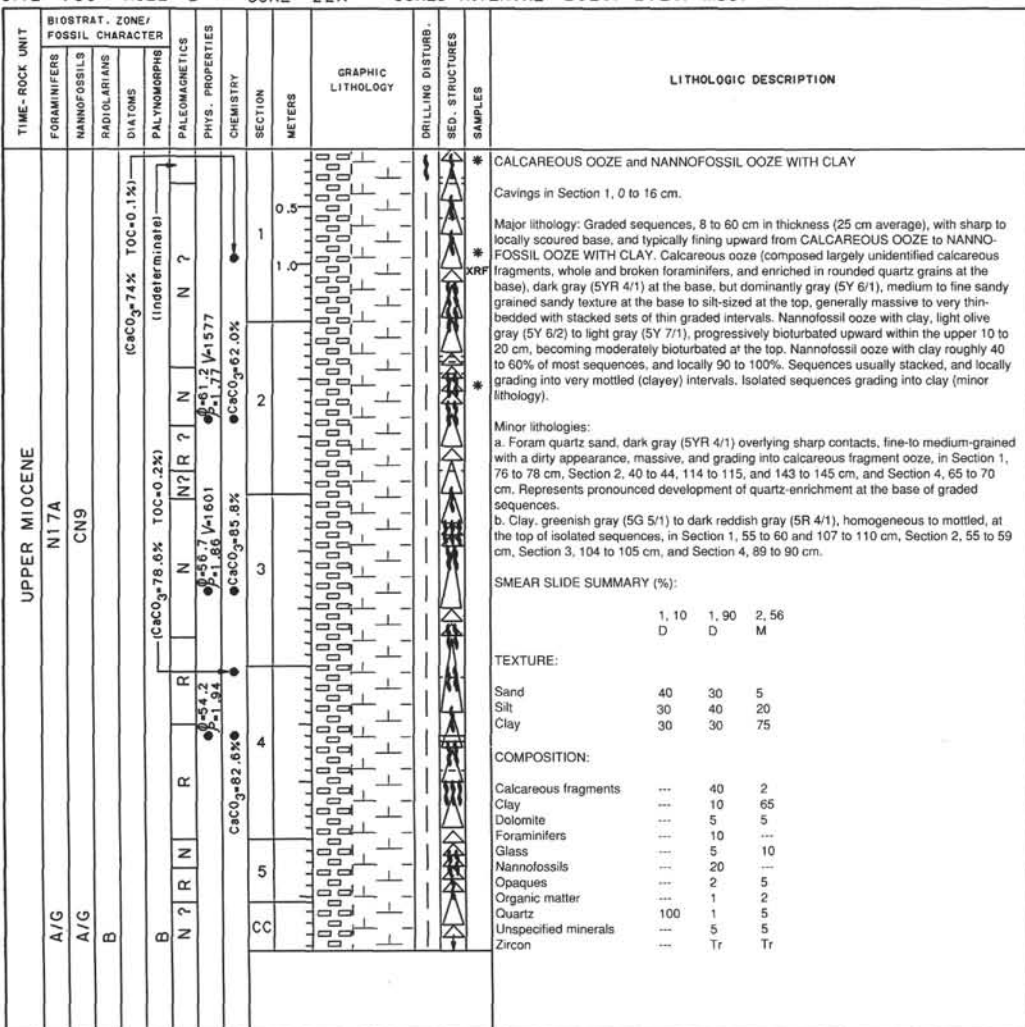 TIME-ROCK UNIT
BIOSTRAT. ZONE/
FOSSIL CHARACTER
FORAMINIFERS
NANNOFOSSILS
RADIOLARIANS
DIATOMS
PALYNOMORPHS
PALEOMAGNETICS
PHYS. PROPERTIES
CHEMISTRY
SECTION
METERS
GRAPHIC
LITHOLOGY
DRILLING DISTURB.
SED. STRUCTURES
SAMPLES
LITHOLOGIC DESCRIPTION
UPPER MIOCENE
N17A
CN9
A/G
A/G
B
B
(CaCO3=74% TOC=0.1%)
(Indeterminate)
(CaCO3=78.6% TOC=0.2%)
?
N
N
R ?
N?
N
R
R
N
R
?
N
Φ=61.2 V=1577
ρ=1.77
Φ=56.7 V=1601
ρ=1.86
Φ=54.2
ρ=1.94
CaCO3=62.0%
CaCO3=85.8%
CaCO3=82.6%
1
2
3
4
5
CC
0.5
1.0
*
*
XRF
*
CALCAREOUS OOZE and NANNOFOSSIL OOZE WITH CLAY
Cavings in Section 1, 0 to 16 cm.
Major lithology: Graded sequences, 8 to 60 cm in thickness (25 cm average), with sharp to
locally scoured base, and typically fining upward from CALCAREOUS OOZE to NANNO-
FOSSIL OOZE WITH CLAY. Calcareous ooze (composed largely unidentified calcareous
fragments, whole and broken foraminifers, and enriched in rounded quartz grains at the
base), dark gray (5YR 4/1) at the base, but dominantly gray (5Y 6/1), medium to fine sandy
grained sandy texture at the base to silt-sized at the top, generally massive to very thin-
bedded with stacked sets of thin graded intervals. Nannofossil ooze with clay, light olive
gray (5Y 6/2) to light gray (5Y 7/1), progressively bioturbated upward within the upper 10 to
20 cm, becoming moderately bioturbated at the top. Nannofossil ooze with clay roughly 40
to 60% of most sequences, and locally 90 to 100%. Sequences usually stacked, and locally
grading into very mottled (clayey) intervals. Isolated sequences grading into clay (minor
lithology).
Minor lithologies:
a. Foram quartz sand, dark gray (5YR 4/1) overlying sharp contacts, fine-to medium-grained
with a dirty appearance, massive, and grading into calcareous fragment ooze, in Section 1,
76 to 78 cm, Section 2, 40 to 44, 114 to 115, and 143 to 145 cm, and Section 4, 65 to 70
cm. Represents pronounced development of quartz-enrichment at the base of graded
sequences.
b. Clay, greenish gray (5G 5/1) to dark reddish gray (5R 4/1), homogeneous to mottled, at
the top of isolated sequences, in Section 1, 55 to 60 and 107 to 110 cm, Section 2, 55 to 59
cm, Section 3, 104 to 105 cm, and Section 4, 89 to 90 cm.
SMEAR SLIDE SUMMARY (%):
1, 10 1, 90 2, 56
D D M
TEXTURE:
Sand 40 30 5
Silt 30 40 20
Clay 30 30 75
COMPOSITION:
Calcareous fragments --- 40 2
Clay --- 10 65
Dolomite --- 5 5
Foraminifers --- 10 ---
Glass --- 5 10
Nannofossils --- 20 ---
Opaques --- 2 5
Organic matter --- 1 2
Quartz 100 1 5
Unspecified minerals --- 5 5
Zircon --- Tr Tr